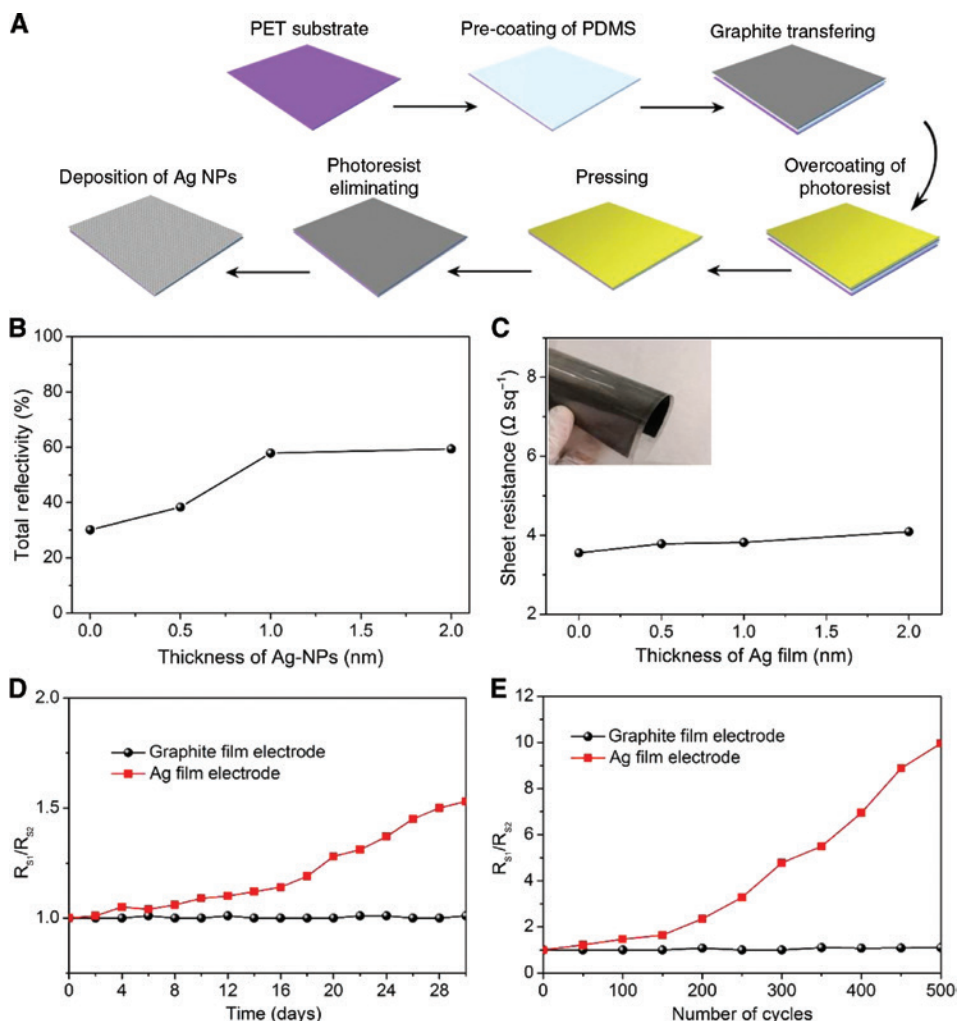 A
PET substrate
Pre-coating of PDMS
Graphite transfering
Deposition of Ag NPs
Photoresist
eliminating
Pressing
Overcoating of
photoresist
B
100
80
60
40
20
0
Total reflectivity (%)
0.0 0.5 1.0 1.5 2.0
Thickness of Ag-NPs (nm)
C
8
6
4
2
Sheet resistance (Ω sq⁻¹)
0.0 0.5 1.0 1.5 2.0
Thickness of Ag film (nm)
D
2.0
1.5
1.0
R_S1/R_S2
Graphite film electrode
Ag film electrode
0 4 8 12 16 20 24 28
Time (days)
E
12
10
8
6
4
2
0
R_S1/R_S2
Graphite film electrode
Ag film electrode
0 100 200 300 400 500
Number of cycles